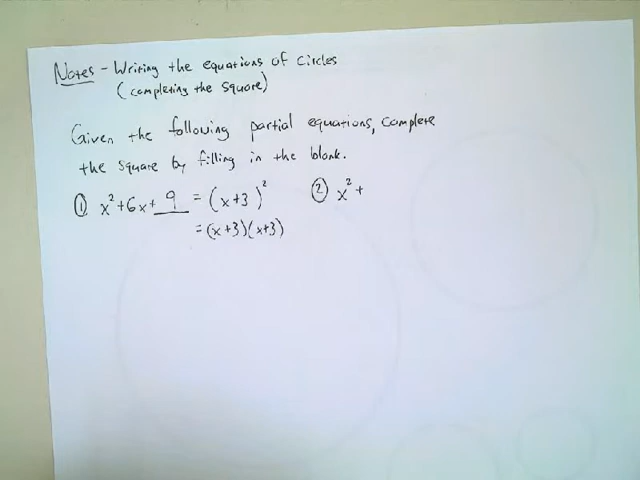 Notes - Writing the equations of circles
(completing the square)
Given the following partial equations, complete
the square by filling in the blank.
① x²+6x+ 9 = (x+3)²
② x² +
= (x+3)(x+3)